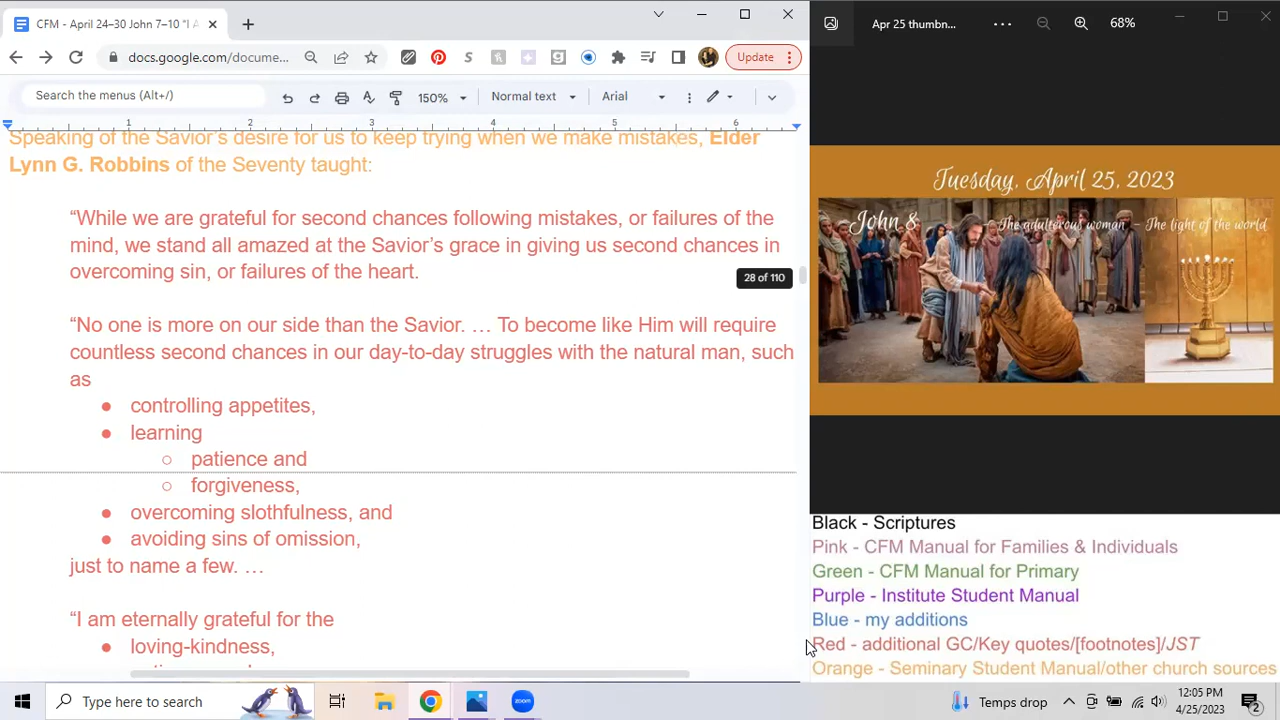 CFM - April 24–30 John 7–10 "I A
docs.google.com/docume...
Update
Search the menus (Alt+/)
150%
Normal text
Arial
1 2 3 4 5 6
Speaking of the Savior's desire for us to keep trying when we make mistakes, Elder
Lynn G. Robbins of the Seventy taught:
"While we are grateful for second chances following mistakes, or failures of the
mind, we stand all amazed at the Savior's grace in giving us second chances in
overcoming sin, or failures of the heart.
28 of 110
"No one is more on our side than the Savior. … To become like Him will require
countless second chances in our day-to-day struggles with the natural man, such
as
● controlling appetites,
● learning
○ patience and
○ forgiveness,
● overcoming slothfulness, and
● avoiding sins of omission,
just to name a few. …
"I am eternally grateful for the
● loving-kindness,
Apr 25 thumbn...
68%
Tuesday, April 25, 2023
John 8 - The adulterous woman - The light of the world
Black - Scriptures
Pink - CFM Manual for Families & Individuals
Green - CFM Manual for Primary
Purple - Institute Student Manual
Blue - my additions
Red - additional GC/Key quotes/[footnotes]/JST
Orange - Seminary Student Manual/other church sources
Type here to search
zoom
Temps drop
12:05 PM
4/25/2023
2